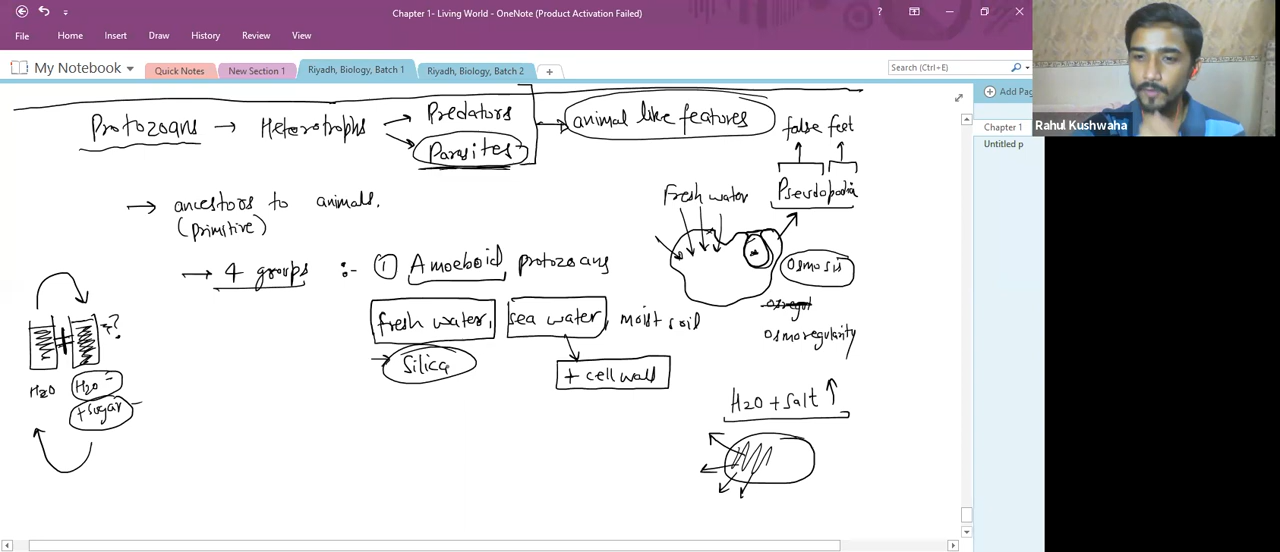 Chapter 1- Living World - OneNote (Product Activation Failed)
?
File Home Insert Draw History Review View
My Notebook
Quick Notes
New Section 1
Riyadh, Biology, Batch 1
Riyadh, Biology, Batch 2
Search (Ctrl+E)
Add Pag
Chapter 1
Untitled p
Rahul Kushwaha
Protozoans → Heterotrophs
Predators
Parasites
animal like features
false feet
Pseudopodia
→ ancestors to animals.
(primitive)
Fresh water
→ 4 groups :- ① Amoeboid protozoans
Osmosis
osregul
osmoregularity
fresh water, sea water, moist soil
Silica
+ cell wall
?
H2O
H2O
+ sugar
H2O + Salt ↑